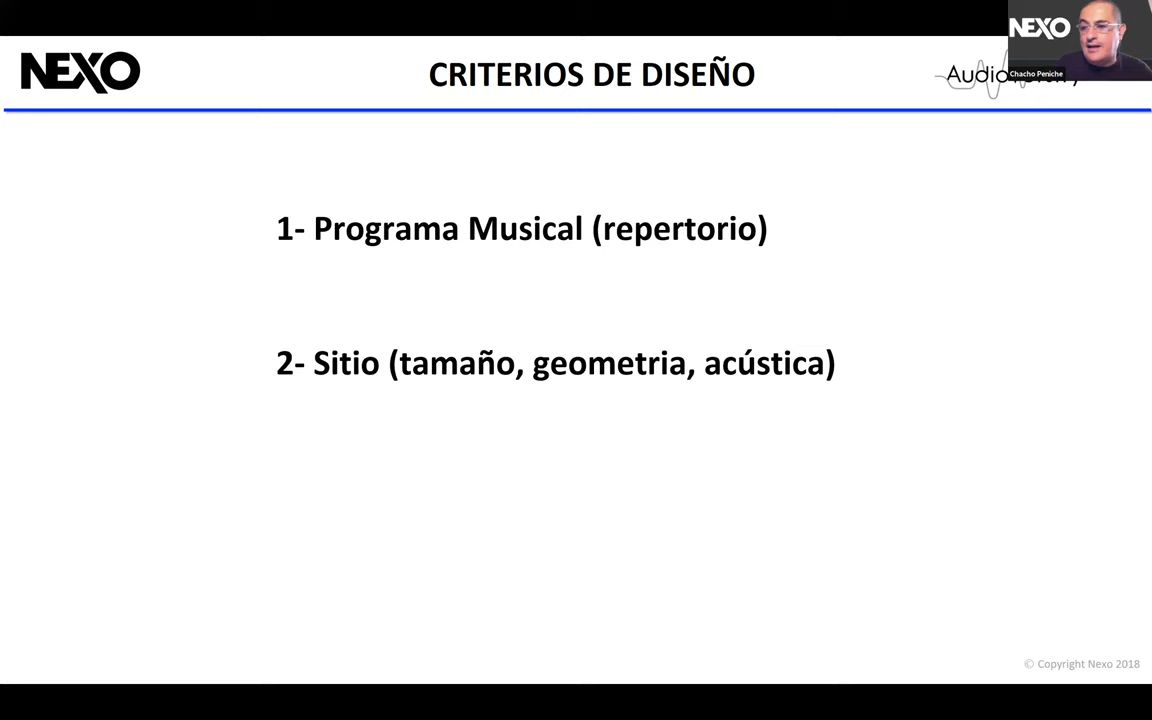 NEXO
CRITERIOS DE DISEÑO
NEXO
Chacho Peniche
1- Programa Musical (repertorio)
2- Sitio (tamaño, geometria, acústica)
© Copyright Nexo 2018